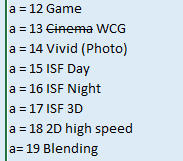 a = 12 Game
a = 13 Cinema WCG
a = 14 Vivid (Photo)
a = 15 ISF Day
a = 16 ISF Night
a = 17 ISF 3D
a = 18 2D high speed
a= 19 Blending